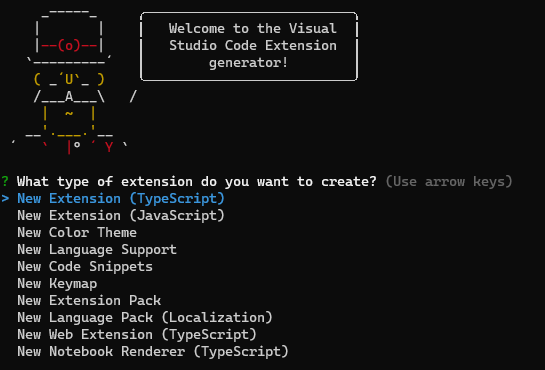 Welcome to the Visual
Studio Code Extension
generator!
? What type of extension do you want to create? (Use arrow keys)
> New Extension (TypeScript)
New Extension (JavaScript)
New Color Theme
New Language Support
New Code Snippets
New Keymap
New Extension Pack
New Language Pack (Localization)
New Web Extension (TypeScript)
New Notebook Renderer (TypeScript)